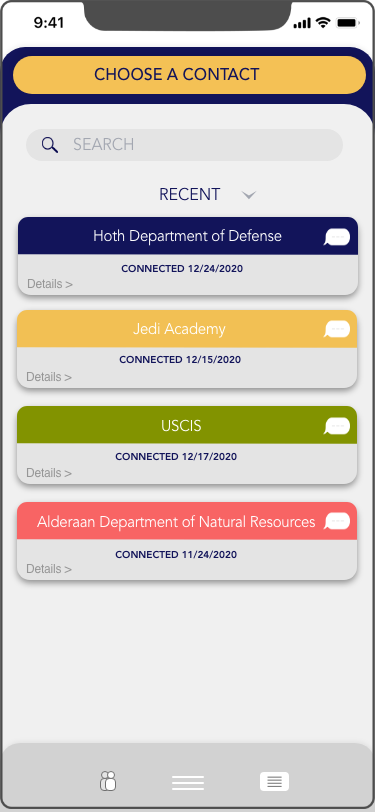 9:41
CHOOSE A CONTACT
SEARCH
RECENT
Hoth Department of Defense
CONNECTED 12/24/2020
Details >
Jedi Academy
CONNECTED 12/15/2020
Details >
USCIS
CONNECTED 12/17/2020
Details >
Alderaan Department of Natural Resources
CONNECTED 11/24/2020
Details >